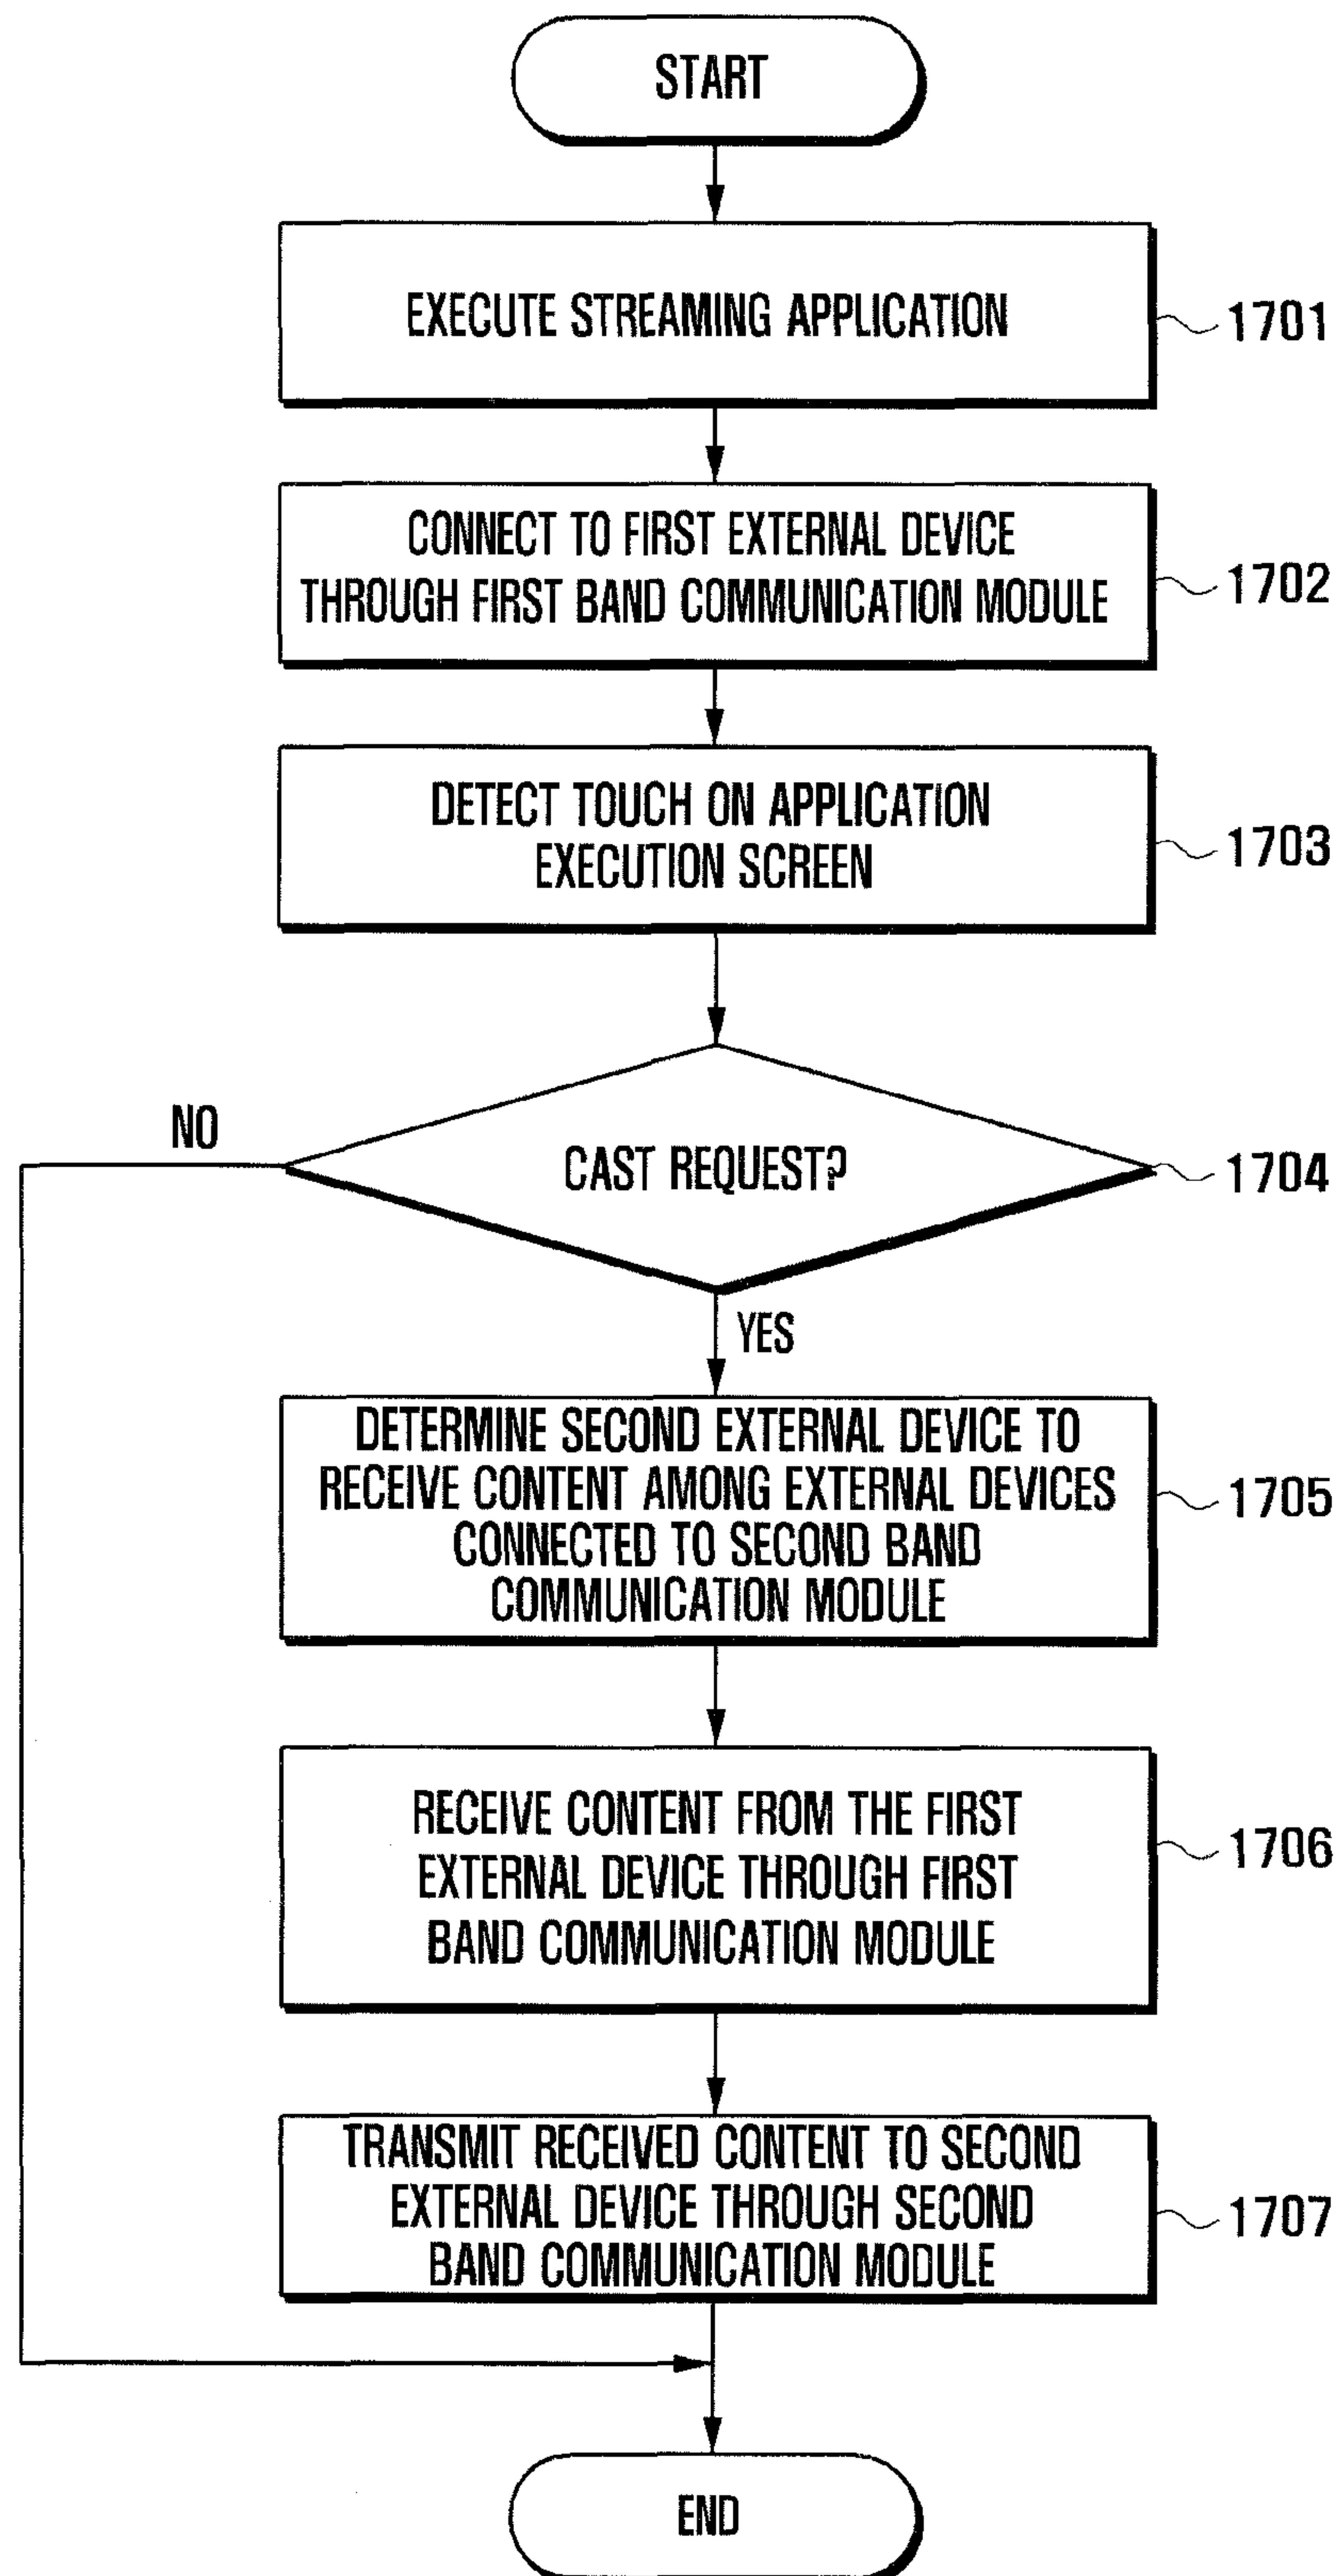 START
EXECUTE STREAMING APPLICATION
1701
CONNECT TO FIRST EXTERNAL DEVICE
THROUGH FIRST BAND COMMUNICATION MODULE
1702
DETECT TOUCH ON APPLICATION
EXECUTION SCREEN
1703
NO
CAST REQUEST?
1704
YES
DETERMINE SECOND EXTERNAL DEVICE TO
RECEIVE CONTENT AMONG EXTERNAL DEVICES
CONNECTED TO SECOND BAND
COMMUNICATION MODULE
1705
RECEIVE CONTENT FROM THE FIRST
EXTERNAL DEVICE THROUGH FIRST
BAND COMMUNICATION MODULE
1706
TRANSMIT RECEIVED CONTENT TO SECOND
EXTERNAL DEVICE THROUGH SECOND
BAND COMMUNICATION MODULE
1707
END